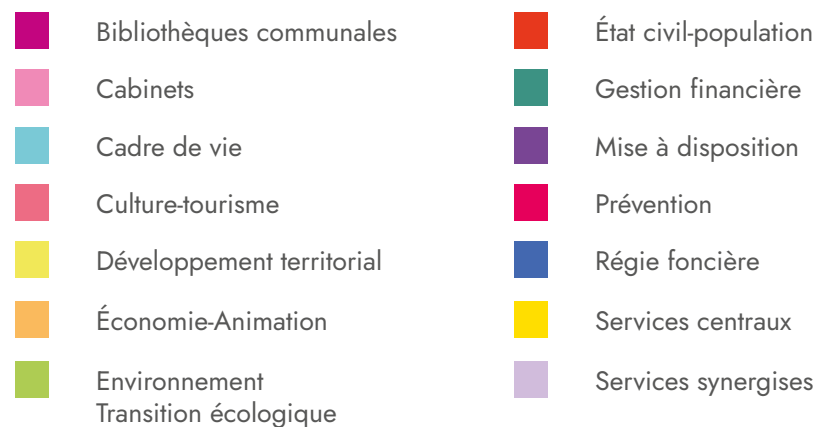 Bibliothèques communales
Cabinets
Cadre de vie
Culture-tourisme
Développement territorial
Économie-Animation
Environnement
Transition écologique
État civil-population
Gestion financière
Mise à disposition
Prévention
Régie foncière
Services centraux
Services synergises